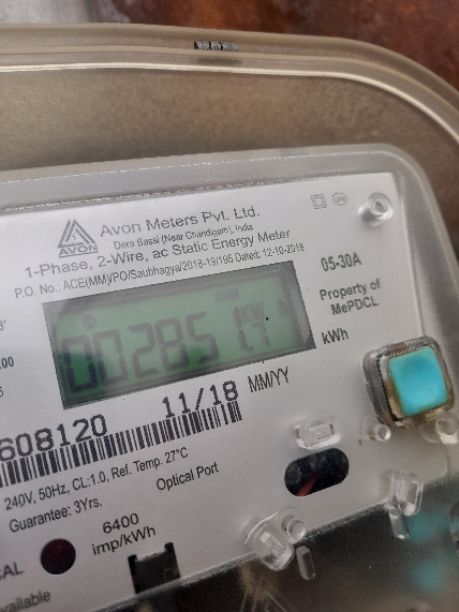 Avon Meters Pvt. Ltd.
Dera Bassi (Near Chandigarh), India
AVON
1-Phase, 2-Wire, ac Static Energy Meter
P.O. No.: ACE(MM)/PO/Saubhagya/2018-19/195 Dated: 12-10-2018
05-30A
Property of
MePDCL
kWh
11/18 MM/YY
608120
240V, 50Hz, CL:1.0, Ref. Temp. 27°C
Guarantee: 3Yrs.
Optical Port
6400
imp/kWh